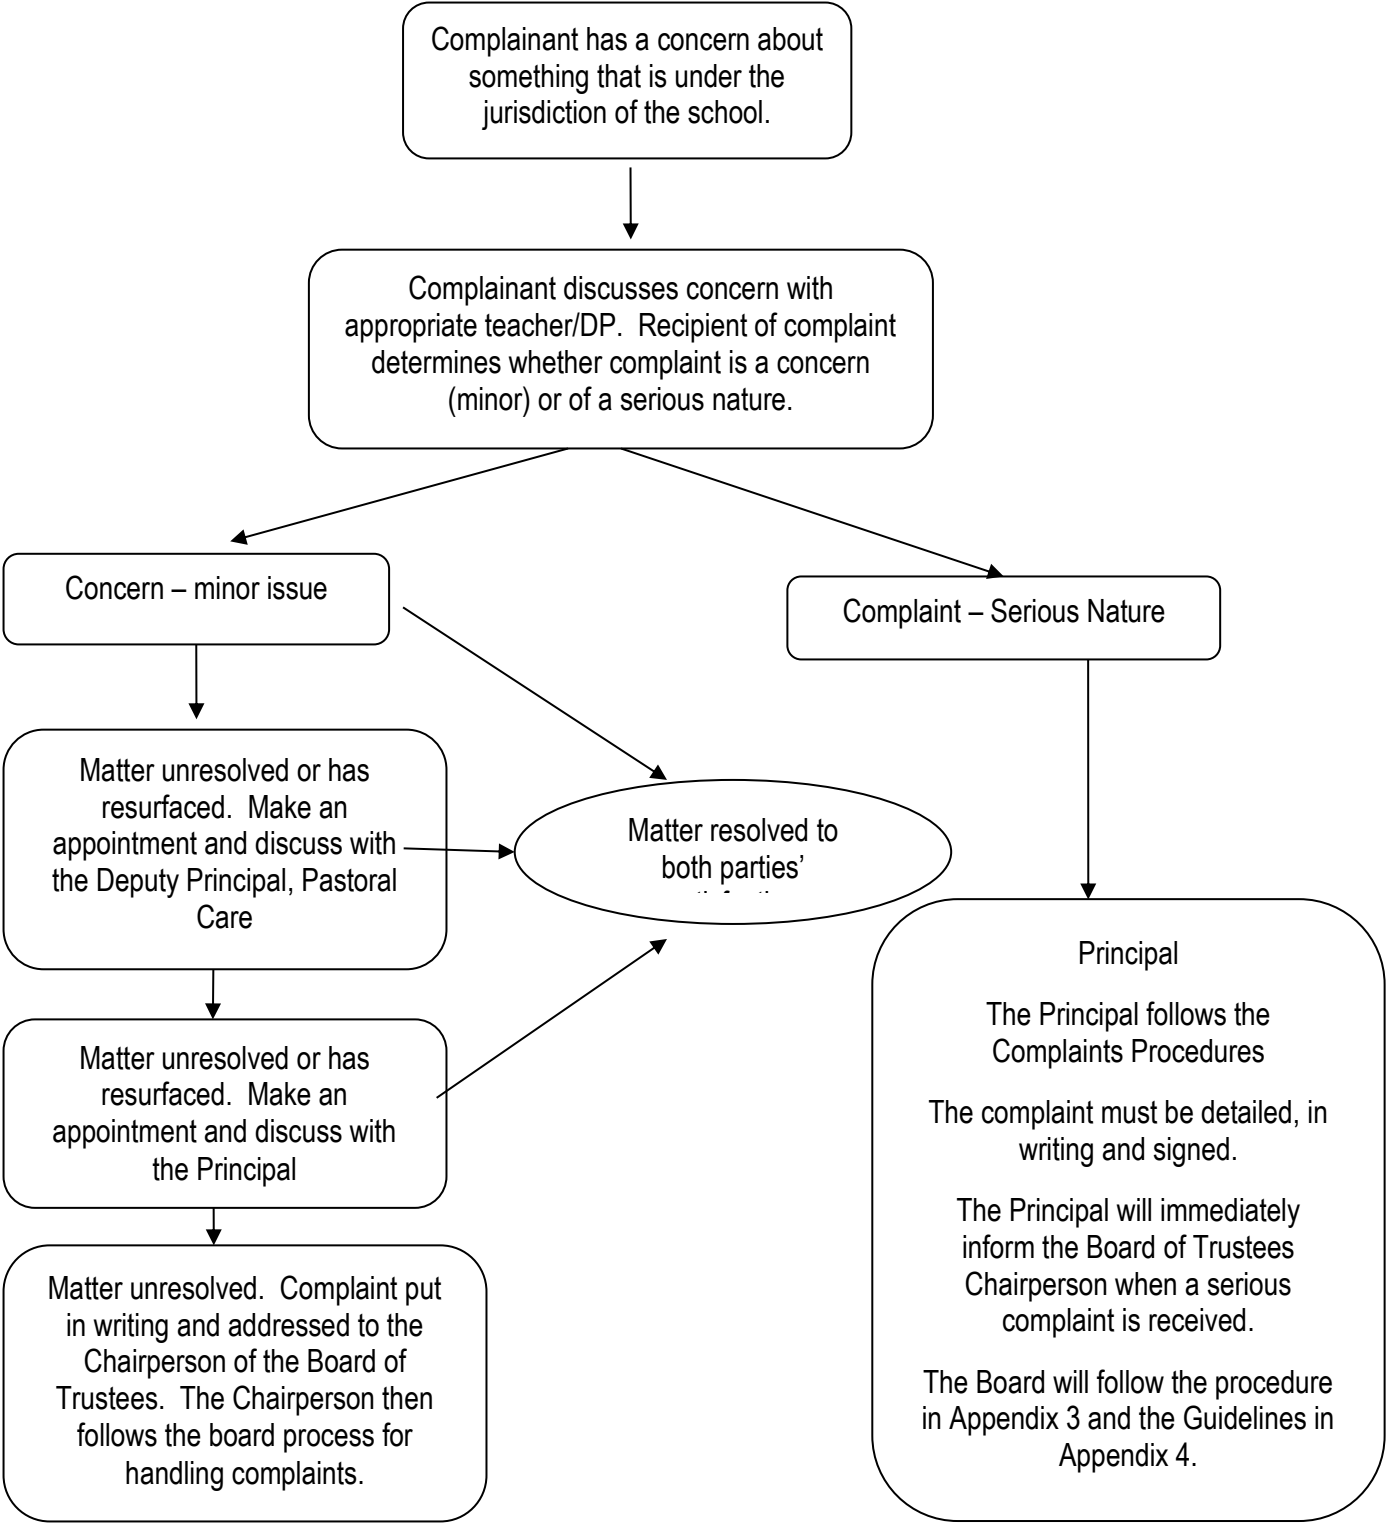 Complainant has a concern about
something that is under the
jurisdiction of the school.
Complainant discusses concern with
appropriate teacher/DP.  Recipient of complaint
determines whether complaint is a concern
(minor) or of a serious nature.
Concern – minor issue
Complaint – Serious Nature
Matter unresolved or has
resurfaced.  Make an
appointment and discuss with
the Deputy Principal, Pastoral
Care
Matter resolved to
both parties’
Matter unresolved or has
resurfaced.  Make an
appointment and discuss with
the Principal
Matter unresolved.  Complaint put
in writing and addressed to the
Chairperson of the Board of
Trustees.  The Chairperson then
follows the board process for
handling complaints.
Principal
The Principal follows the
Complaints Procedures
The complaint must be detailed, in
writing and signed.
The Principal will immediately
inform the Board of Trustees
Chairperson when a serious
complaint is received.
The Board will follow the procedure
in Appendix 3 and the Guidelines in
Appendix 4.